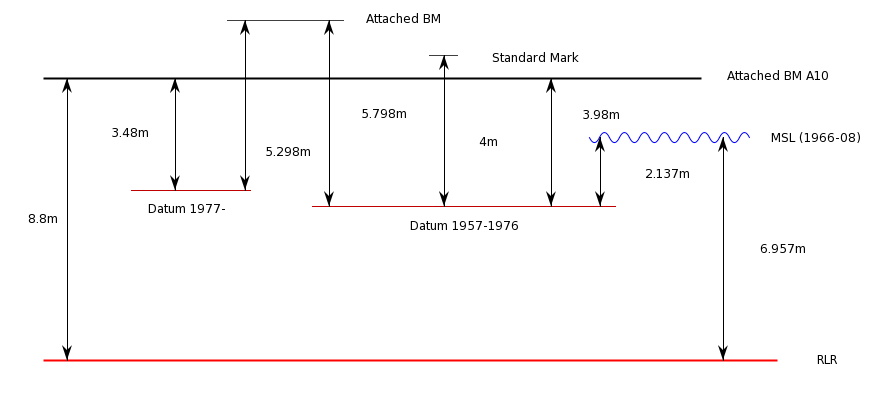 Attached BM
Standard Mark
Attached BM A10
5.798m
3.98m
3.48m
MSL (1966-08)
4m
5.298m
2.137m
Datum 1977-
8.8m
Datum 1957-1976
6.957m
RLR